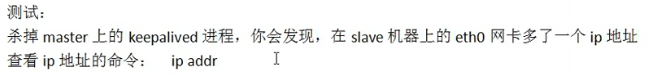 测试：
杀掉 master 上的 keepalived 进程，你会发现，在 slave 机器上的 eth0 网卡多了一个 ip 地址
查看 ip 地址的命令： ip addr